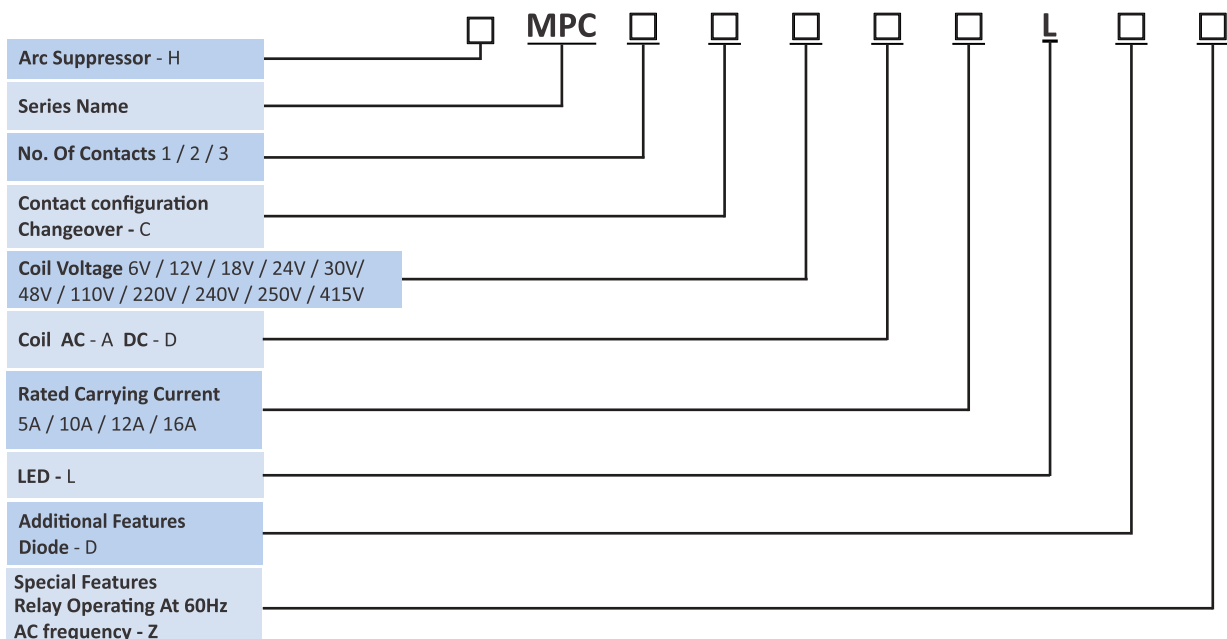 MPC L
Arc Suppressor - H
Series Name
No. Of Contacts 1 / 2 / 3
Contact configuration
Changeover - C
Coil Voltage 6V / 12V / 18V / 24V / 30V/
48V / 110V / 220V / 240V / 250V / 415V
Coil AC - A DC - D
Rated Carrying Current
5A / 10A / 12A / 16A
LED - L
Additional Features
Diode - D
Special Features
Relay Operating At 60Hz
AC frequency - Z